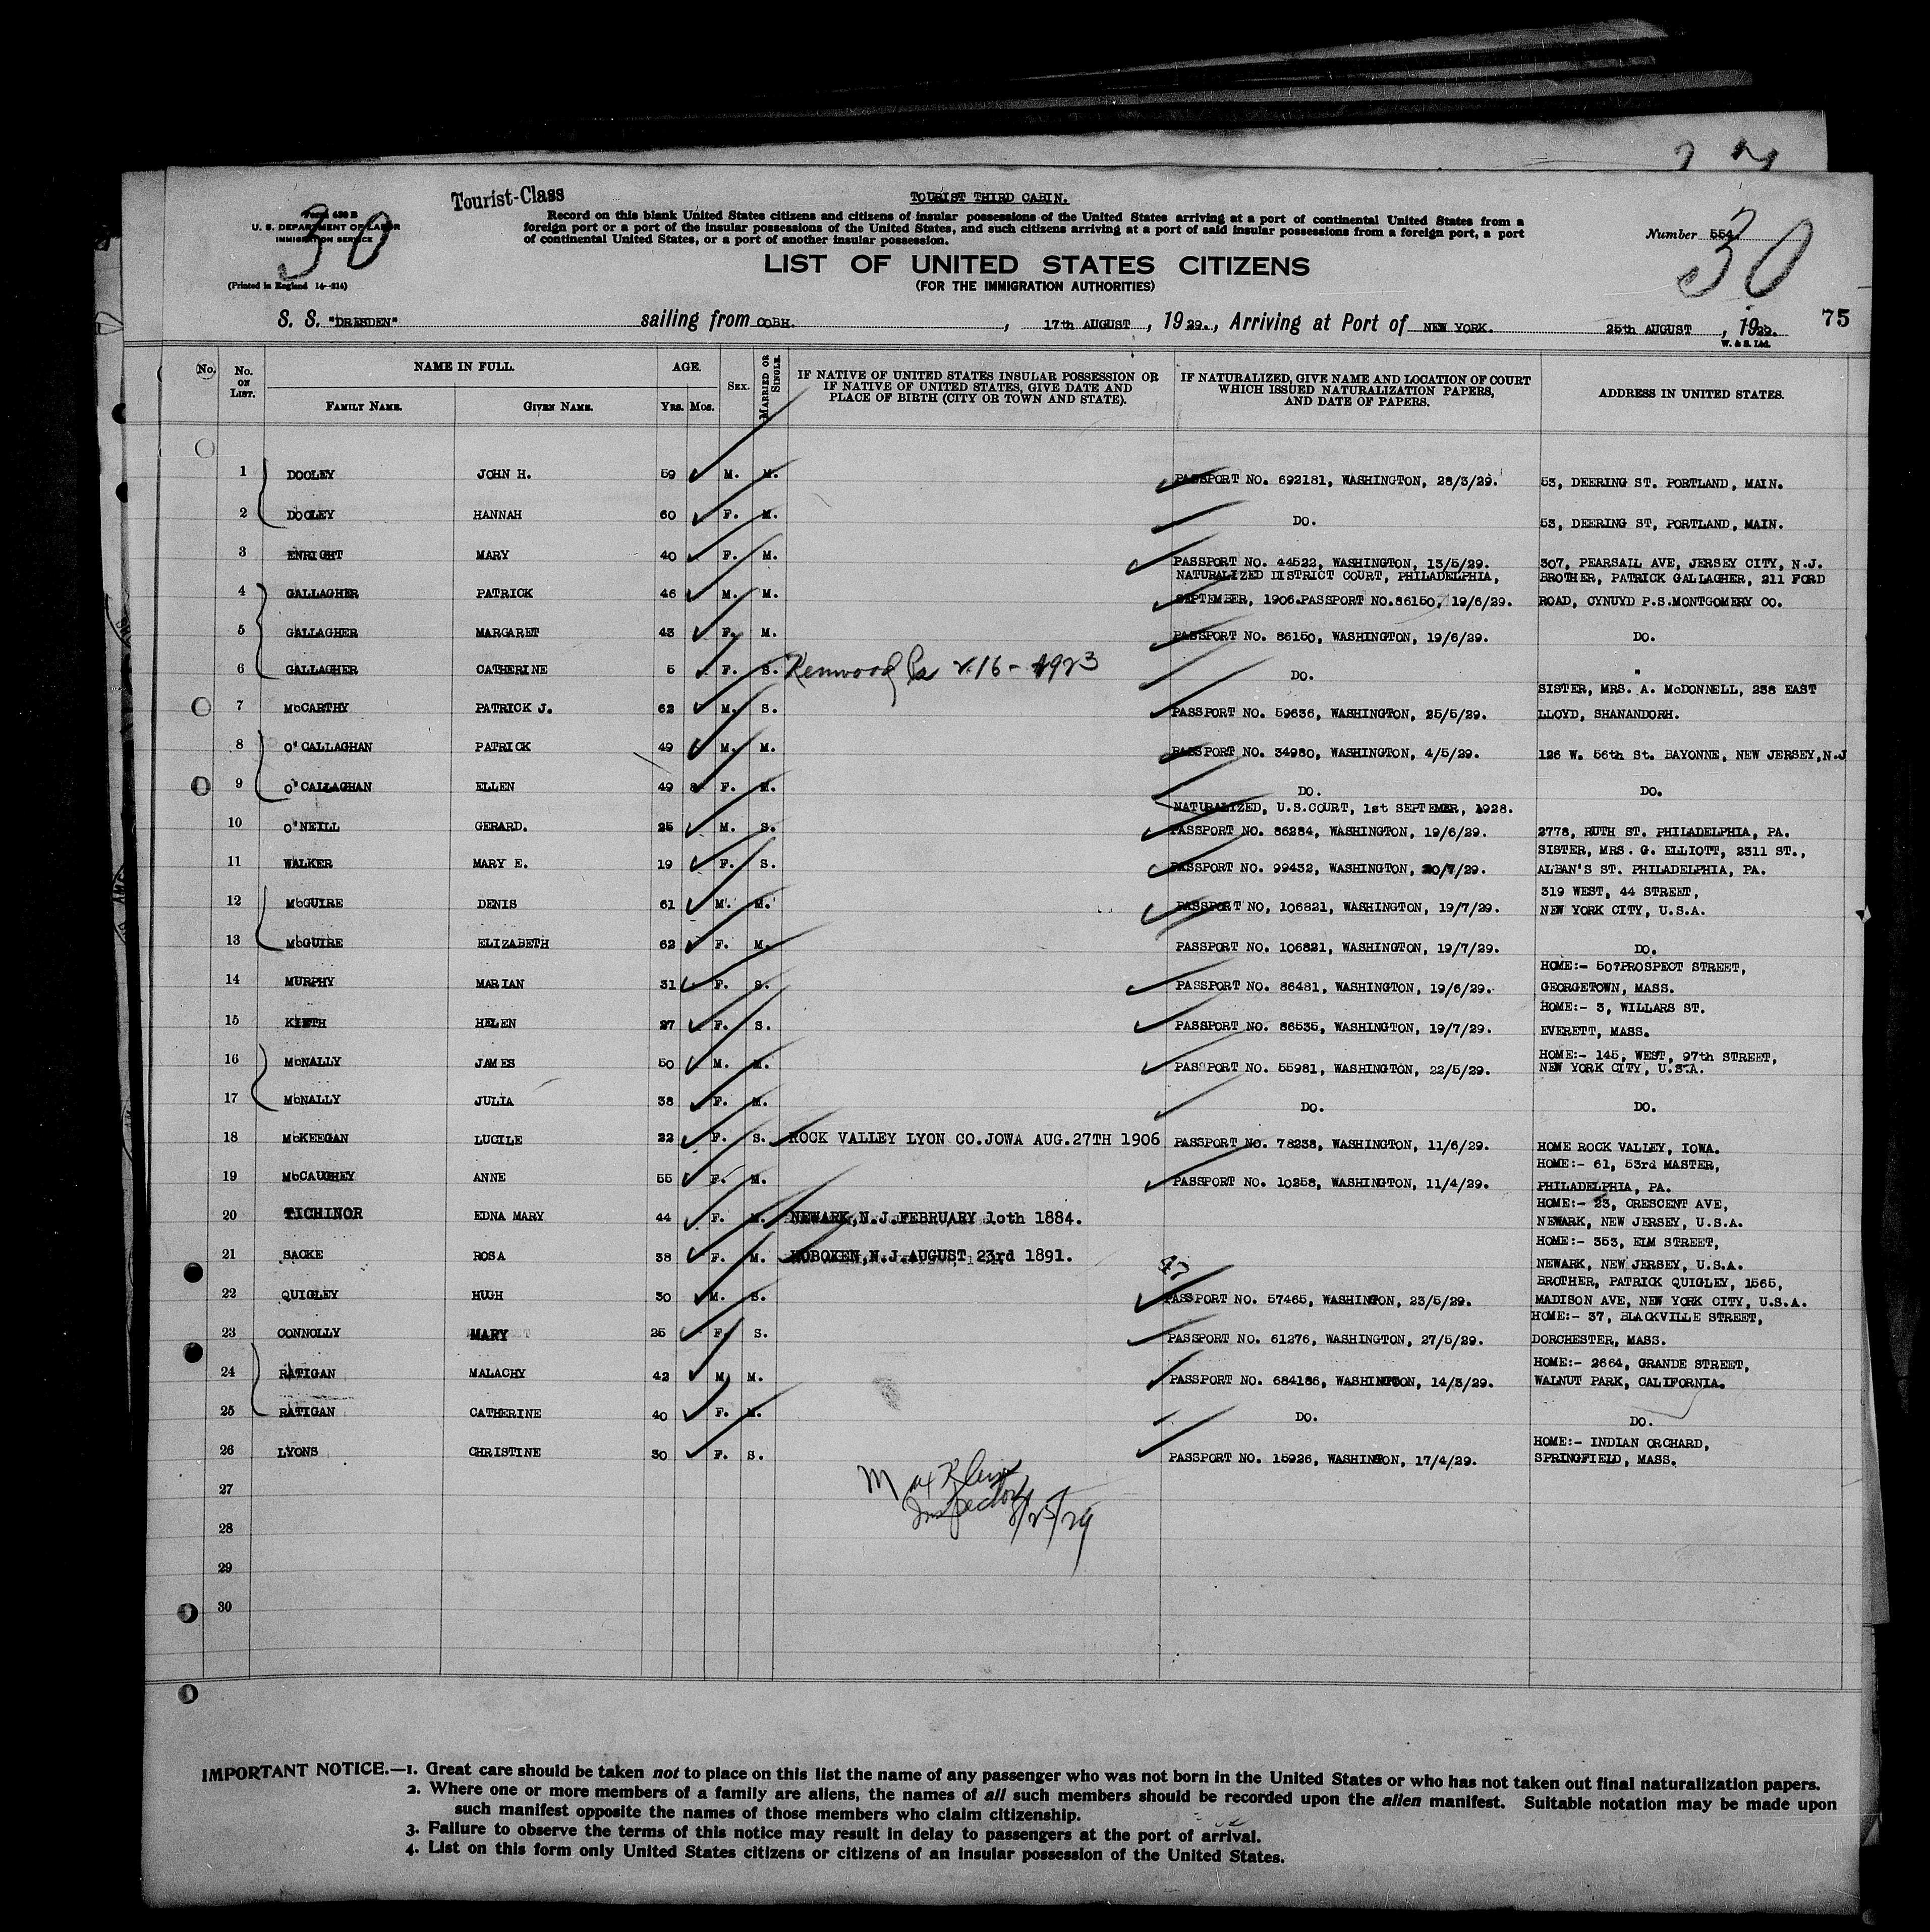 Tourist-Class
TOURIST THIRD CABIN.
Form 630 B
U. S. DEPARTMENT OF LABOR
IMMIGRATION SERVICE
30
(Printed in England 14-214)
Record on this blank United States citizens and citizens of insular possessions of the United States arriving at a port of continental United States from a
foreign port or a port of the insular possessions of the United States, and such citizens arriving at a port of said insular possessions from a foreign port, a port
of continental United States, or a port of another insular possession.
Number 554.
30
LIST OF UNITED STATES CITIZENS
(FOR THE IMMIGRATION AUTHORITIES)
S. S. "DRESDEN" sailing from COBH. , 17th AUGUST , 19 29. , Arriving at Port of NEW YORK. 25th AUGUST , 19 29. 75
W. & S. Ltd.
No. No. ON LIST. NAME IN FULL. FAMILY NAME. GIVEN NAME. AGE. YRS. MOS. SEX. MARRIED OR SINGLE. IF NATIVE OF UNITED STATES INSULAR POSSESSION OR IF NATIVE OF UNITED STATES, GIVE DATE AND PLACE OF BIRTH (CITY OR TOWN AND STATE). IF NATURALIZED, GIVE NAME AND LOCATION OF COURT WHICH ISSUED NATURALIZATION PAPERS, AND DATE OF PAPERS. ADDRESS IN UNITED STATES.
1 DOOLEY JOHN H. 59 M. M. PASSPORT NO. 692181, WASHINGTON, 28/3/29. 53, DEERING ST. PORTLAND, MAIN.
2 DOOLEY HANNAH 60 F. M. DO. 53, DEERING ST, PORTLAND, MAIN.
3 ENRIGHT MARY 40 F. M. PASSPORT NO. 44522, WASHINGTON, 13/5/29. 307, PEARSAIL AVE, JERSEY CITY, N.J.
NATURALIZED DISTRICT COURT, PHILADELPHIA, BROTHER, PATRICK GALLAGHER, 211 FORD
4 GALLAGHER PATRICK 46 M. M. SEPTEMBER, 1906.PASSPORT NO.86150, 19/6/29. ROAD, CYNUYD P.S.MONTGOMERY CO.
5 GALLAGHER MARGARET 43 F. M. PASSPORT NO. 86150, WASHINGTON, 19/6/29. DO.
6 GALLAGHER CATHERINE 5 F. S. Kenwood Pa 16 - 1923 DO. "
SISTER, MRS. A. McDONNELL, 238 EAST
7 McCARTHY PATRICK J. 62 M. S. PASSPORT NO. 59636, WASHINGTON, 25/5/29. LLOYD, SHANANDORH.
8 O'CALLAGHAN PATRICK 49 M. M. PASSPORT NO. 34980, WASHINGTON, 4/5/29. 126 W. 56th St. BAYONNE, NEW JERSEY,N.J
9 O'CALLAGHAN ELLEN 49 F. M. DO. DO.
NATURALIZED, U.S.COURT, 1st SEPTEMER, 1928.
10 O'NEILL GERARD. 25 M. S. PASSPORT NO. 86284, WASHINGTON, 19/6/29. 2778, RUTH ST. PHILADELPHIA, PA.
SISTER, MRS. G. ELLIOTT, 2311 ST.,
11 WALKER MARY E. 19 F. S. PASSPORT NO. 99432, WASHINGTON, 20/7/29. ALBAN'S ST. PHILADELPHIA, PA.
319 WEST, 44 STREET,
12 McGUIRE DENIS 61 M. M. PASSPORT NO, 106821, WASHINGTON, 19/7/29. NEW YORK CITY, U.S.A.
13 McGUIRE ELIZABETH 62 F. M. PASSPORT NO. 106821, WASHINGTON, 19/7/29. DO.
HOME:- 50?PROSPECT STREET,
14 MURPHY MARIAN 31 F. S. PASSPORT NO. 86481, WASHINGTON, 19/6/29. GEORGETOWN, MASS.
HOME:- 3, WILLARS ST.
15 KIETH HELEN 27 F. S. PASSPORT NO. 86535, WASHINGTON, 19/7/29. EVERETT, MASS.
HOME:- 145, WEST, 97th STREET,
16 McNALLY JAMES 50 M. M. PASSPORT NO. 55981, WASHINGTON, 22/5/29. NEW YORK CITY, U.S.A.
17 McNALLY JULIA 38 F. M. DO. DO.
18 McKEEGAN LUCILE 22 F. S. ROCK VALLEY LYON CO.JOWA AUG.27TH 1906 PASSPORT NO. 78238, WASHINGTON, 11/6/29. HOME ROCK VALLEY, IOWA.
HOME:- 61, 53rd MASTER,
19 McCAUGHEY ANNE 55 F. M. PASSPORT NO. 10258, WASHINGTON, 11/4/29. PHILADELPHIA, PA.
HOME:- 23, CRESCENT AVE,
20 TICHINOR EDNA MARY 44 F. M. NEWARK,N.J.FEBRUARY 1oth 1884. NEWARK, NEW JERSEY, U.S.A.
HOME:- 353, ELM STREET,
21 SACKE ROSA 38 F. M. HOBOKEN,N.J.AUGUST 23rd 1891. NEWARK, NEW JERSEY, U.S.A.
47 BROTHER, PATRICK QUIGLEY, 1565,
22 QUIGLEY HUGH 30 M. S. PASSPORT NO. 57465, WASHINGTON, 23/5/29. MADISON AVE, NEW YORK CITY, U.S.A.
HOME:- 37, BLACKVILLE STREET,
23 CONNOLLY MARY 25 F. S. PASSPORT NO. 61276, WASHINGTON, 27/5/29. DORCHESTER, MASS.
HOME:- 2664, GRANDE STREET,
24 RATIGAN MALACHY 42 M. M. PASSPORT NO. 684186, WASHINGTON, 14/3/29. WALNUT PARK, CALIFORNIA.
25 RATIGAN CATHERINE 40 F. M. DO. DO.
HOME:- INDIAN ORCHARD,
26 LYONS CHRISTINE 30 F. S. PASSPORT NO. 15926, WASHINGTON, 17/4/29. SPRINGFIELD, MASS.
27
28
29
30
Max Klein
Inspector 8/25/29
IMPORTANT NOTICE.—1. Great care should be taken not to place on this list the name of any passenger who was not born in the United States or who has not taken out final naturalization papers.
2. Where one or more members of a family are aliens, the names of all such members should be recorded upon the alien manifest. Suitable notation may be made upon
such manifest opposite the names of those members who claim citizenship.
3. Failure to observe the terms of this notice may result in delay to passengers at the port of arrival.
4. List on this form only United States citizens or citizens of an insular possession of the United States.